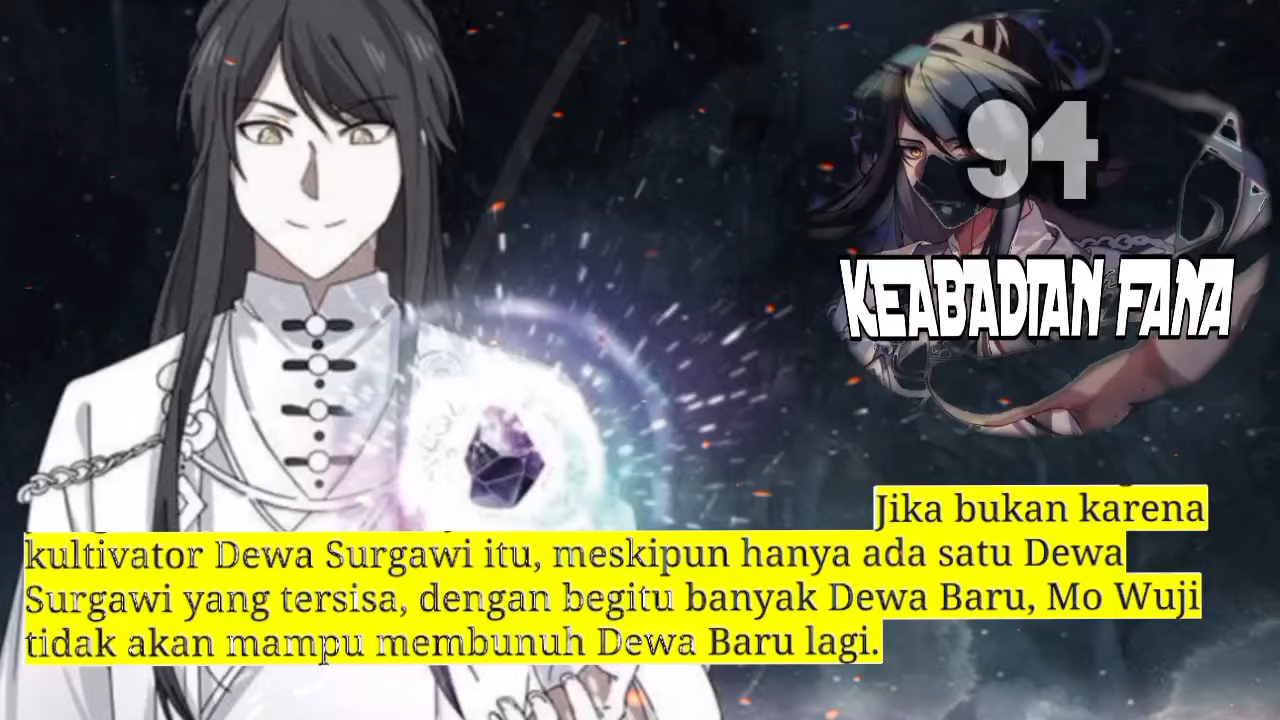 94
KEABADIAN FANA
Jika bukan karena
kultivator Dewa Surgawi itu, meskipun hanya ada satu Dewa
Surgawi yang tersisa, dengan begitu banyak Dewa Baru, Mo Wuji
tidak akan mampu membunuh Dewa Baru lagi.